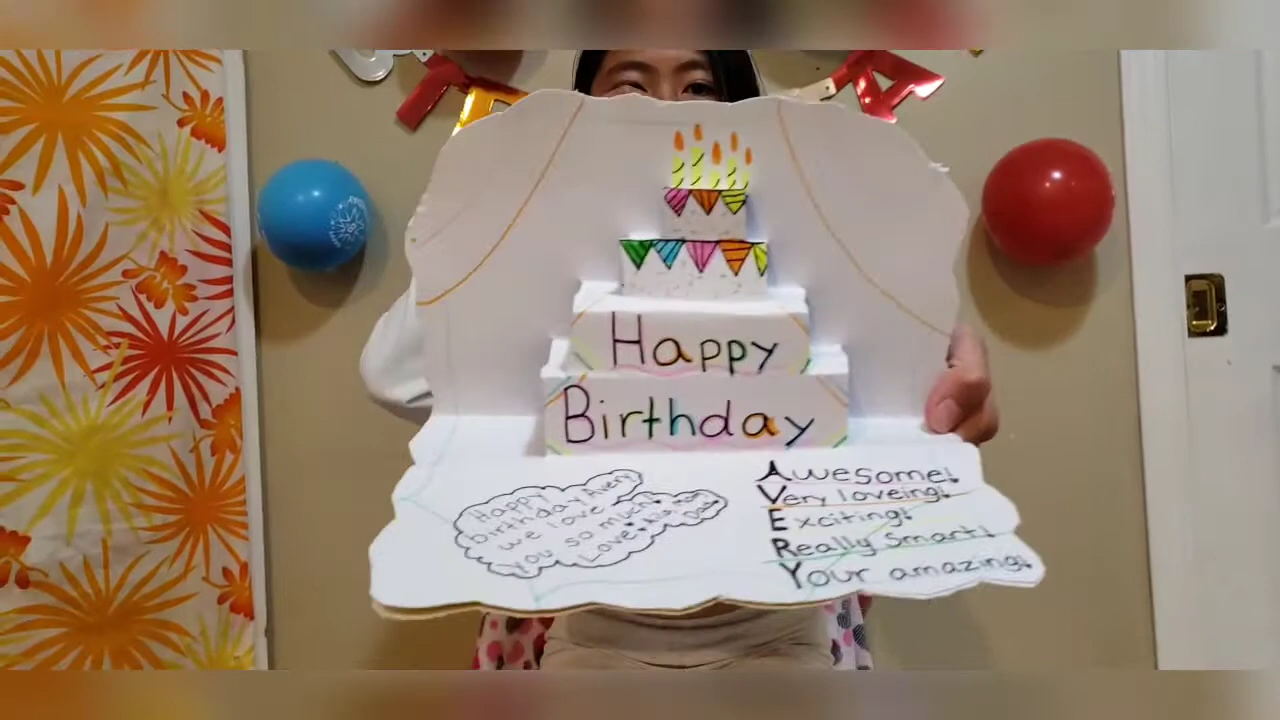 Happy
Birthday
Happy
birthday Avery
we love
you so much
Love: Mom
Dad
Awesome!
Very loveing!
Exciting!
Really Smart!
Your amazing!
A